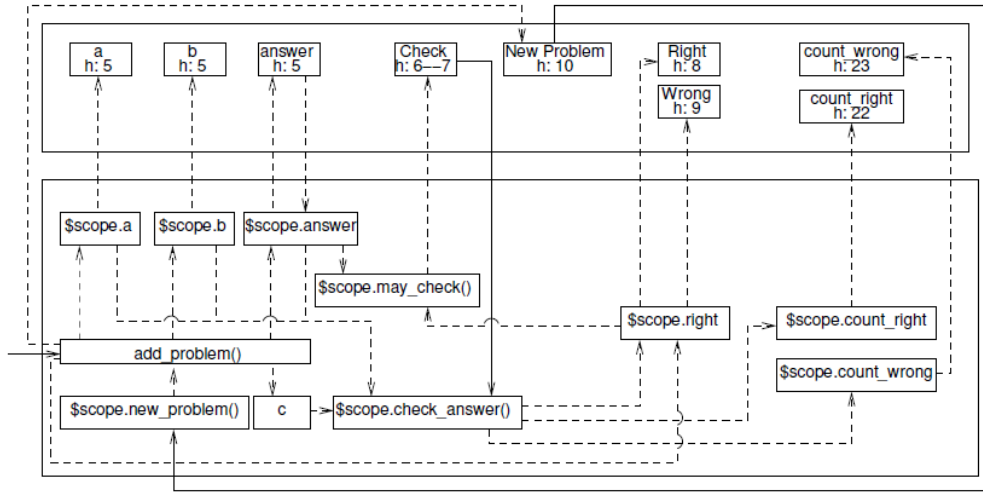 a
h: 5
b
h: 5
answer
h: 5
Check
h: 6––7
New Problem
h: 10
Right
h: 8
Wrong
h: 9
count_wrong
h: 23
count_right
h: 22
$scope.a
$scope.b
$scope.answer
$scope.may_check()
$scope.right
$scope.count_right
add_problem()
$scope.count_wrong
$scope.new_problem()
c
$scope.check_answer()